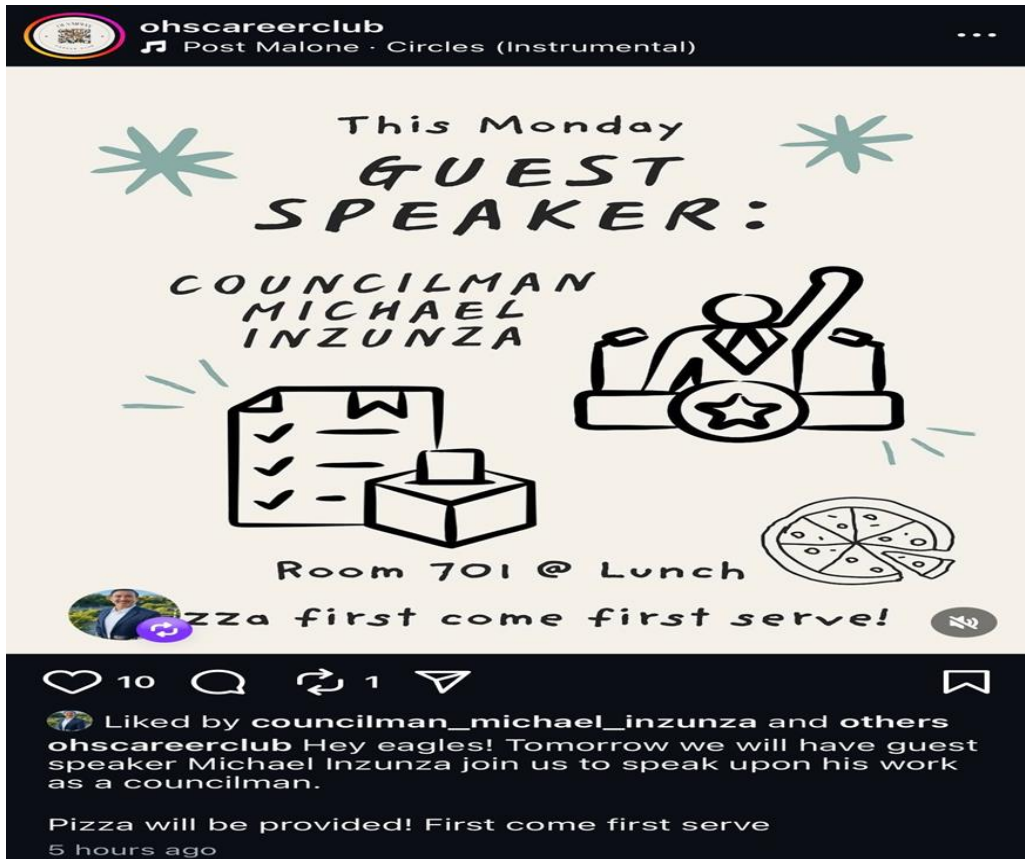 ohscareerclub
Post Malone · Circles (Instrumental)
This Monday
GUEST
SPEAKER:
COUNCILMAN
MICHAEL
INZUNZA
Room 701 @ Lunch
zza first come first serve!
10
1
Liked by councilman_michael_inzunza and others
ohscareerclub Hey eagles! Tomorrow we will have guest
speaker Michael Inzunza join us to speak upon his work
as a councilman.
Pizza will be provided! First come first serve
5 hours ago